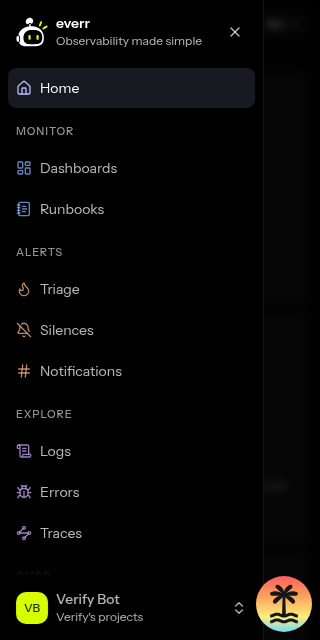 everr
Observability made simple
Home
MONITOR
Dashboards
Runbooks
ALERTS
Triage
Silences
Notifications
EXPLORE
Logs
Errors
Traces
VB
Verify Bot
Verify's projects